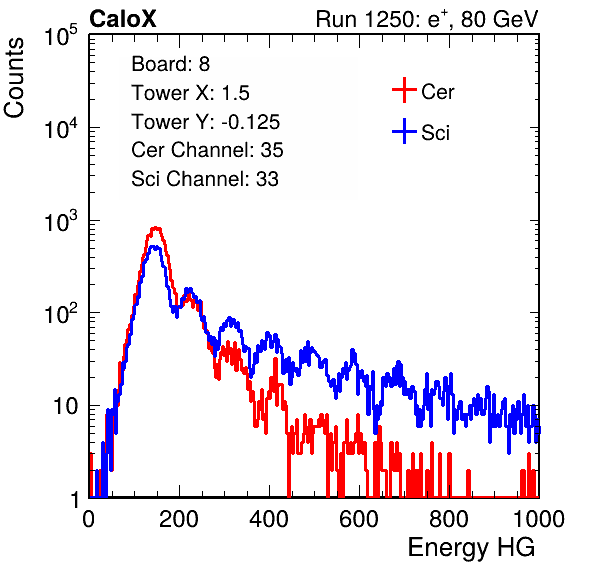 CaloX Run 1250: e⁺, 80 GeV
Counts
Board: 8
Tower X: 1.5
Tower Y: -0.125
Cer Channel: 35
Sci Channel: 33
Cer
Sci
10⁵
10⁴
10³
10²
10
1
0 200 400 600 800 1000
Energy HG